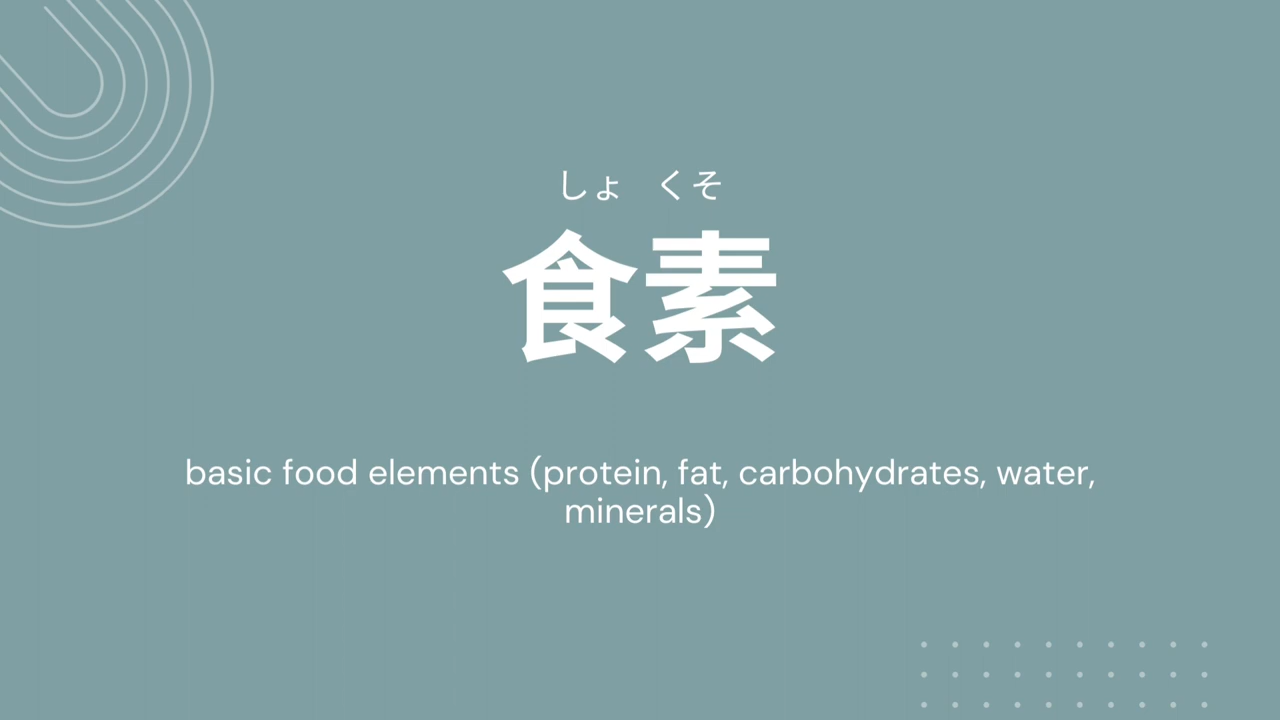 しょ くそ
食素
basic food elements (protein, fat, carbohydrates, water,
minerals)